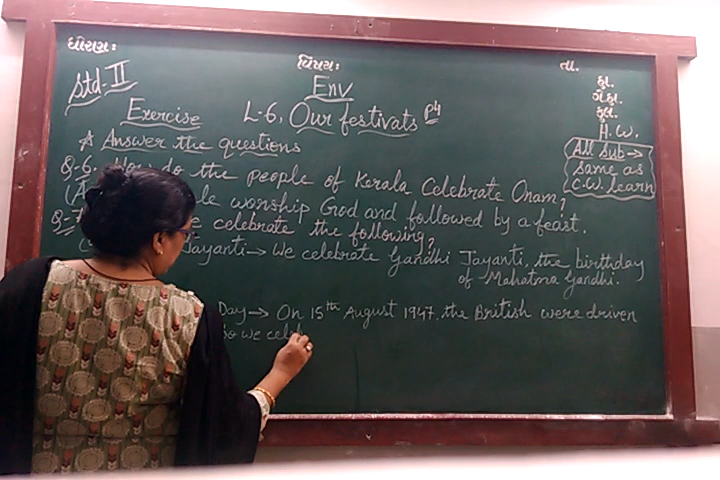 ધોરણઃ
વિષયઃ
તા.
Std- II
Env
હા.
ગે.હા.
કુલ.
H.W.
Exercise
L-6, Our festivals P4
* Answer the questions
All Sub→
Same as
C.W. learn
Q-6. How do the people of Kerala Celebrate Onam?
(A worship God and followed by a feast.
Q-7 celebrate the following?
Jayanti→ We celebrate Gandhi Jayanti, the birthday
of Mahatma Gandhi.
Day→ On 15th August 1947, the British were driven
So we celeb